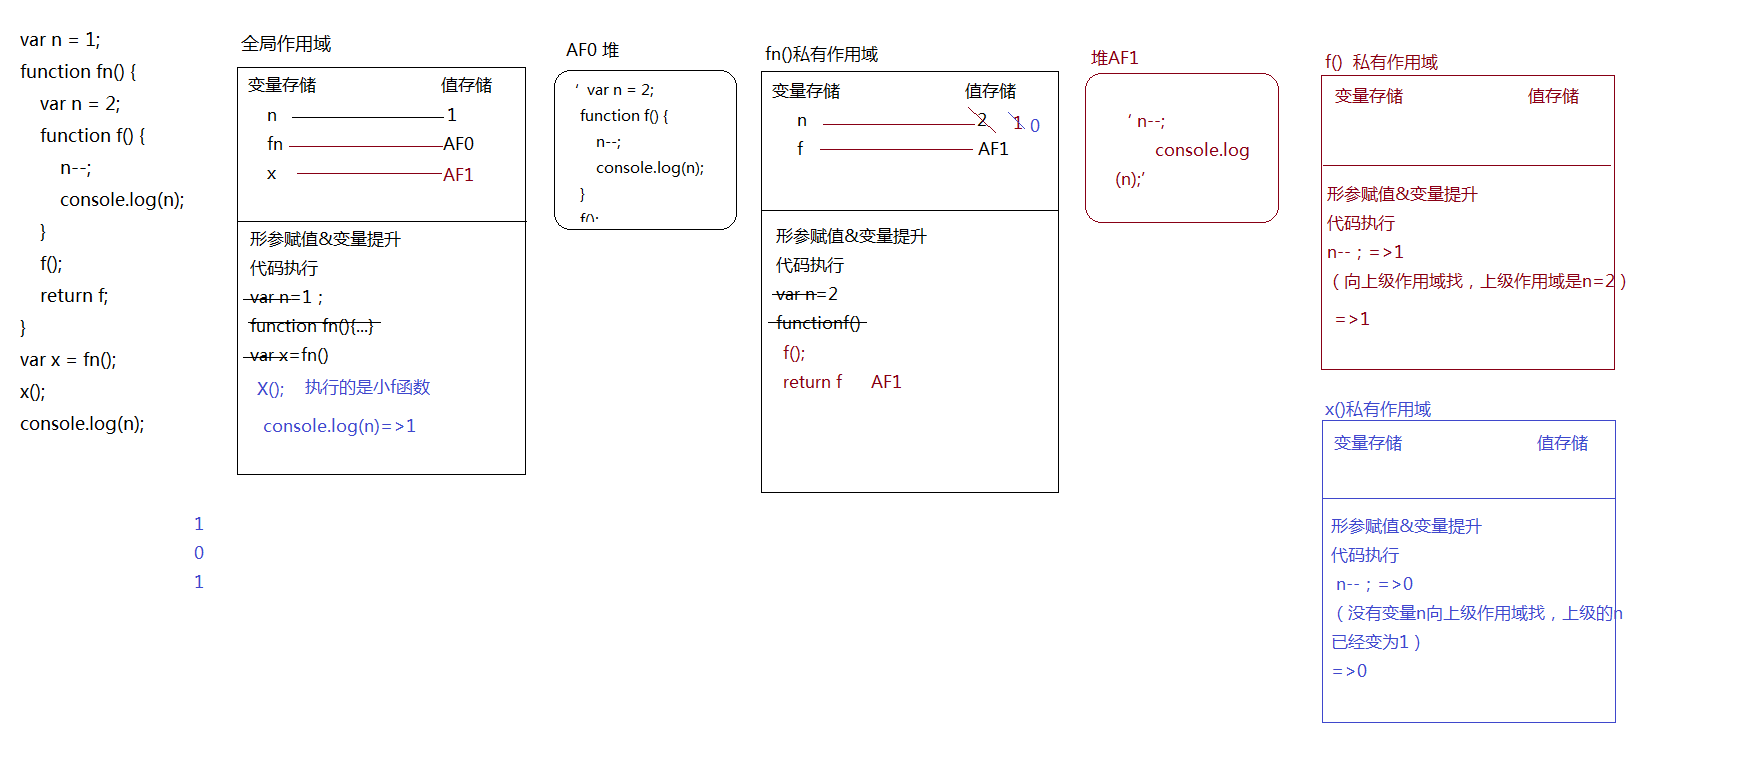 var n = 1;
function fn() {
var n = 2;
function f() {
n--;
console.log(n);
}
f();
return f;
}
var x = fn();
x();
console.log(n);
1
0
1
全局作用域
变量存储 值存储
n 1
fn AF0
x AF1
形参赋值&变量提升
代码执行
var n=1；
function fn(){...}
var x=fn()
X(); 执行的是小f函数
console.log(n)=>1
AF0 堆
‘ var n = 2;
function f() {
n--;
console.log(n);
}
f();
fn()私有作用域
变量存储 值存储
n 2 1 0
f AF1
形参赋值&变量提升
代码执行
var n=2
functionf()
f();
return f AF1
堆AF1
‘ n--;
console.log
(n);’
f() 私有作用域
变量存储 值存储
形参赋值&变量提升
代码执行
n--；=>1
（向上级作用域找，上级作用域是n=2）
=>1
x()私有作用域
变量存储 值存储
形参赋值&变量提升
代码执行
n--；=>0
（没有变量n向上级作用域找，上级的n
已经变为1）
=>0